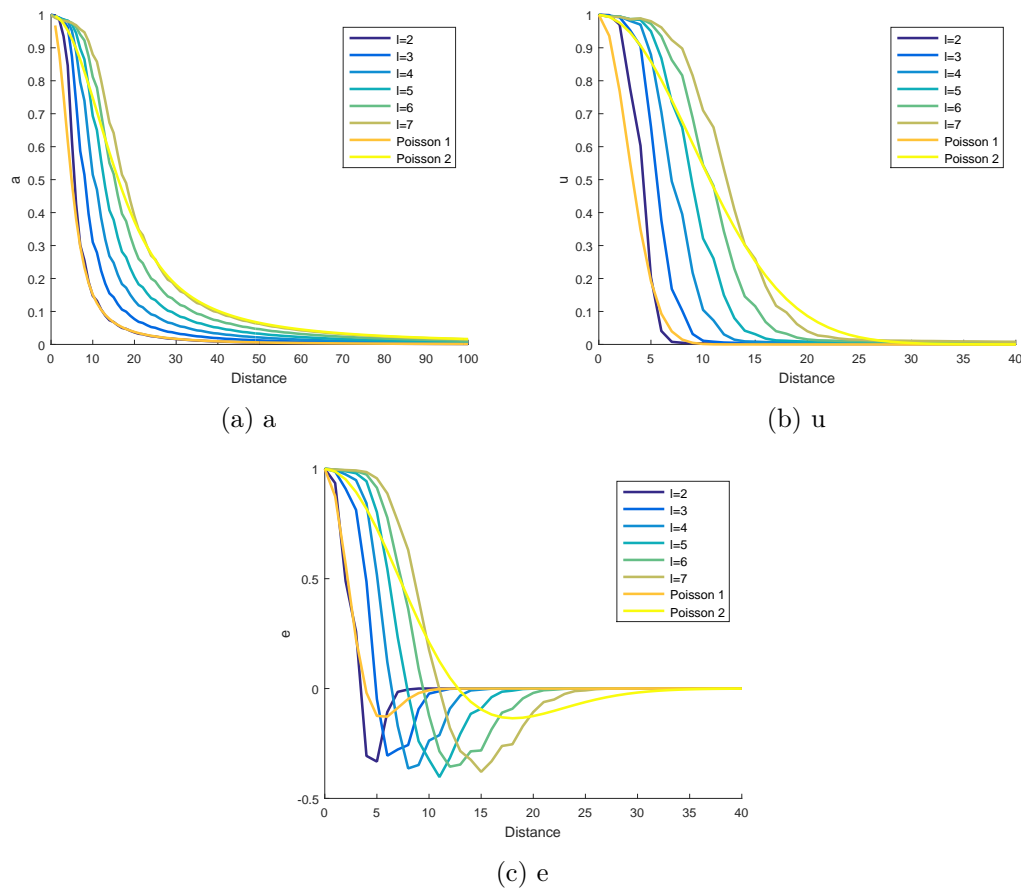 1
0.9
0.8
0.7
0.6
0.5
0.4
0.3
0.2
0.1
0
a
0 10 20 30 40 50 60 70 80 90 100
Distance
l=2
l=3
l=4
l=5
l=6
l=7
Poisson 1
Poisson 2
(a) a
1
0.9
0.8
0.7
0.6
0.5
0.4
0.3
0.2
0.1
0
u
0 5 10 15 20 25 30 35 40
Distance
l=2
l=3
l=4
l=5
l=6
l=7
Poisson 1
Poisson 2
(b) u
1
0.5
0
-0.5
e
0 5 10 15 20 25 30 35 40
Distance
l=2
l=3
l=4
l=5
l=6
l=7
Poisson 1
Poisson 2
(c) e